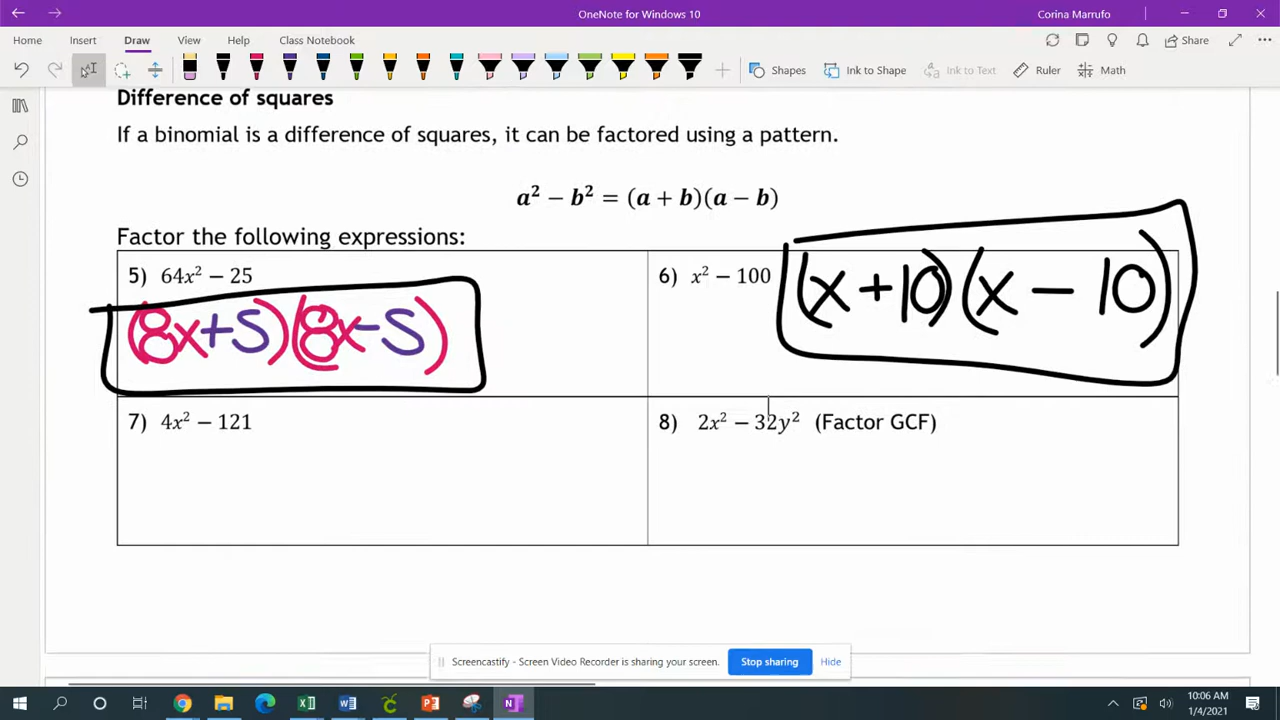 OneNote for Windows 10
Corina Marrufo
Home Insert Draw View Help Class Notebook
Share
Shapes Ink to Shape Ink to Text Ruler Math
Difference of squares
If a binomial is a difference of squares, it can be factored using a pattern.
a² − b² = (a + b)(a − b)
Factor the following expressions:
5) 64x² − 25
(8x+5)(8x-5)
6) x² − 100
(x+10)(x − 10)
7) 4x² − 121
8) 2x² − 32y² (Factor GCF)
Screencastify - Screen Video Recorder is sharing your screen.
Stop sharing
Hide
10:06 AM
1/4/2021